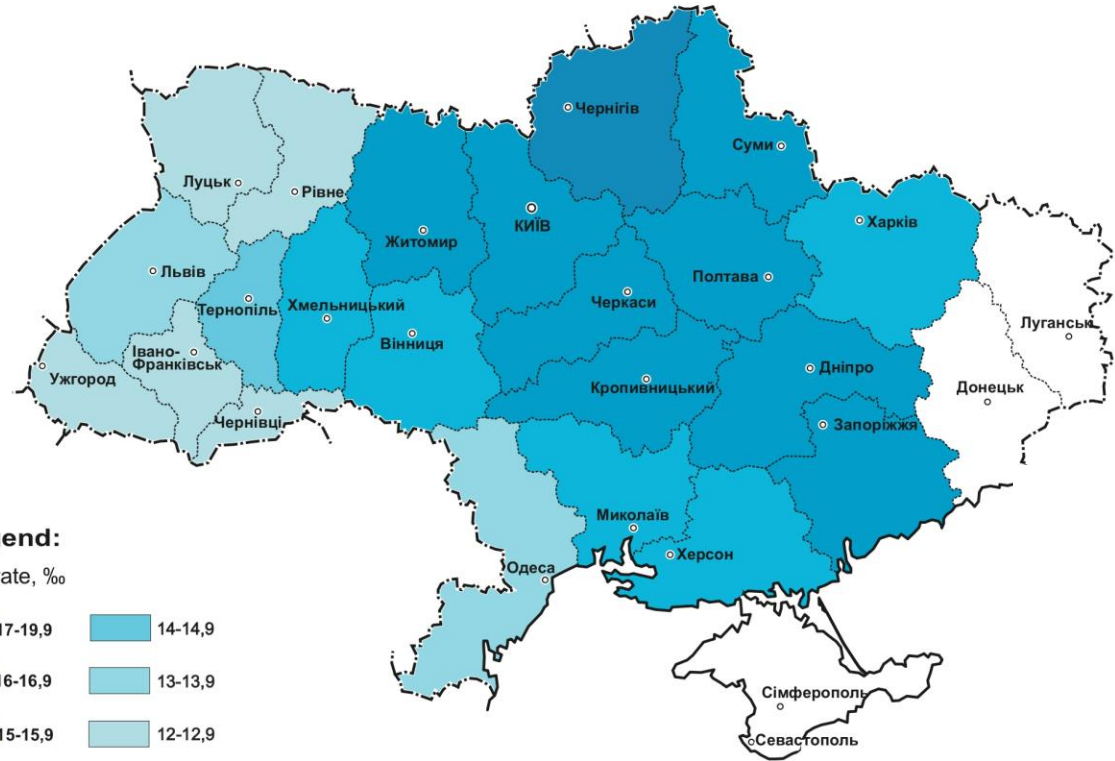 Чернігів
Суми
Луцьк
Рівне
КИЇВ
Харків
Житомир
Львів
Полтава
Тернопіль
Хмельницький
Черкаси
Луганськ
Вінниця
Івано-
Франківськ
Ужгород
Дніпро
Кропивницький
Донецьк
Чернівці
Запоріжжя
Миколаїв
Херсон
Одеса
gend:
rate, ‰
17-19,9 14-14,9
16-16,9 13-13,9
15-15,9 12-12,9
Сімферополь
Севастополь